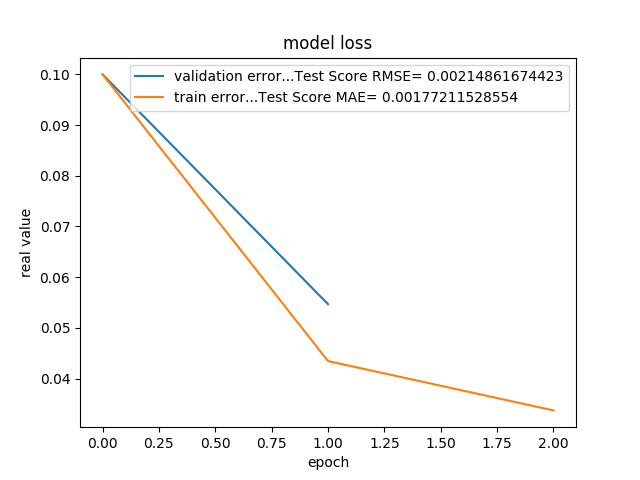 model loss
validation error...Test Score RMSE= 0.00214861674423
train error...Test Score MAE= 0.00177211528554
0.10
0.09
0.08
0.07
0.06
0.05
0.04
real value
0.00 0.25 0.50 0.75 1.00 1.25 1.50 1.75 2.00
epoch